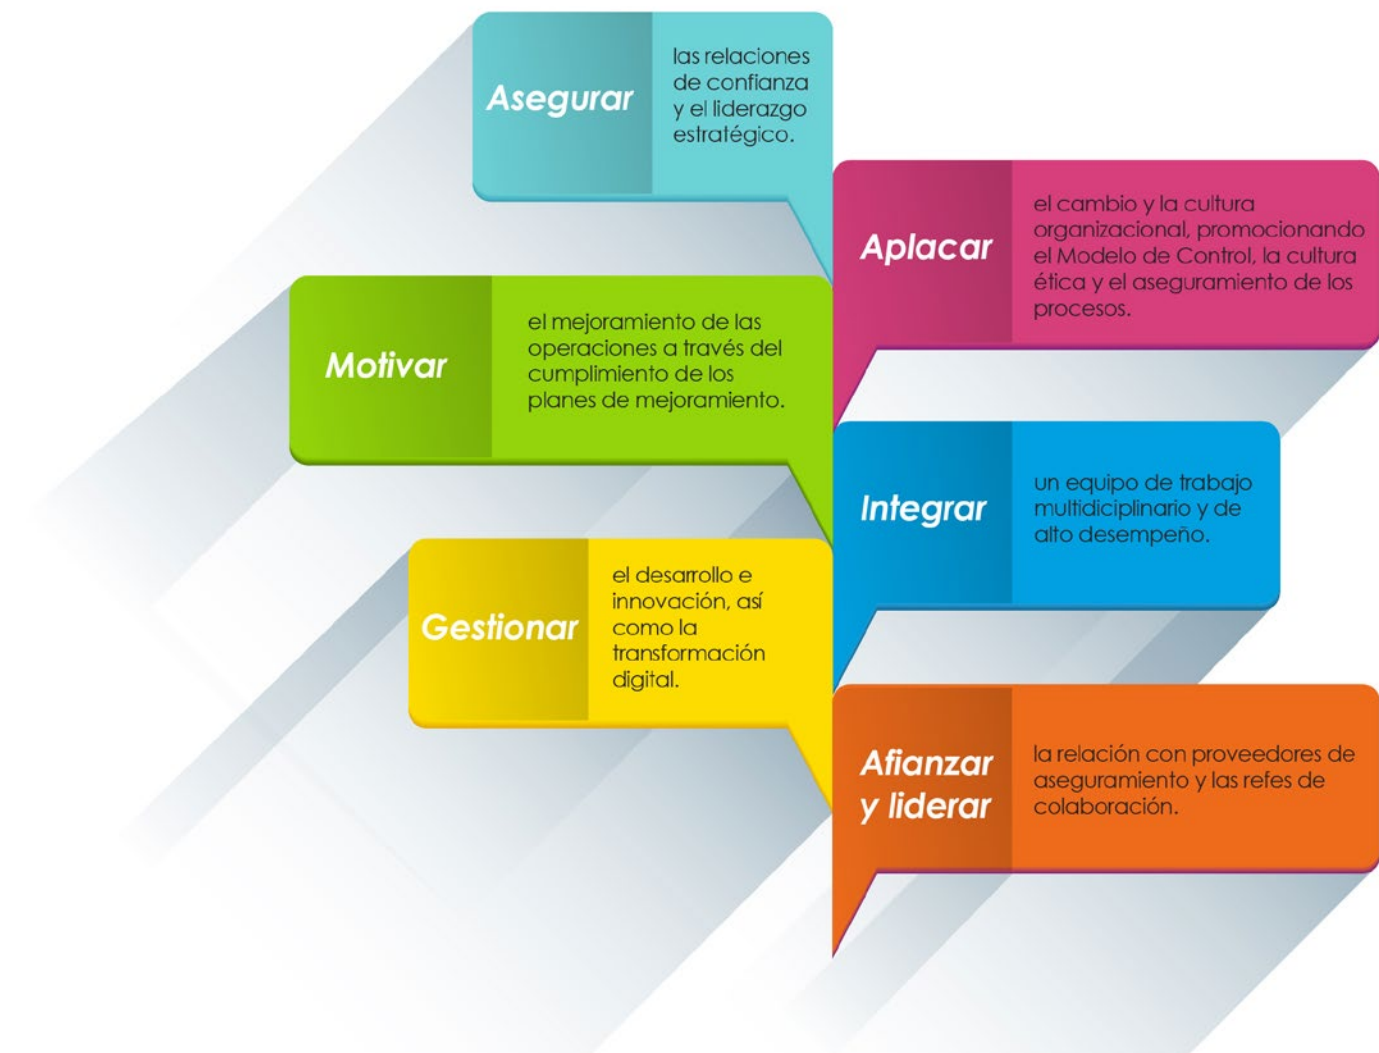 Asegurar
las relaciones
de confianza
y el liderazgo
estratégico.
Aplacar
el cambio y la cultura
organizacional, promocionando
el Modelo de Control, la cultura
ética y el aseguramiento de los
procesos.
Motivar
el mejoramiento de las
operaciones a través del
cumplimiento de los
planes de mejoramiento.
Integrar
un equipo de trabajo
multidiciplinario y de
alto desempeño.
Gestionar
el desarrollo e
innovación, así
como la
transformación
digital.
Afianzar
y liderar
la relación con proveedores de
aseguramiento y las refes de
colaboración.